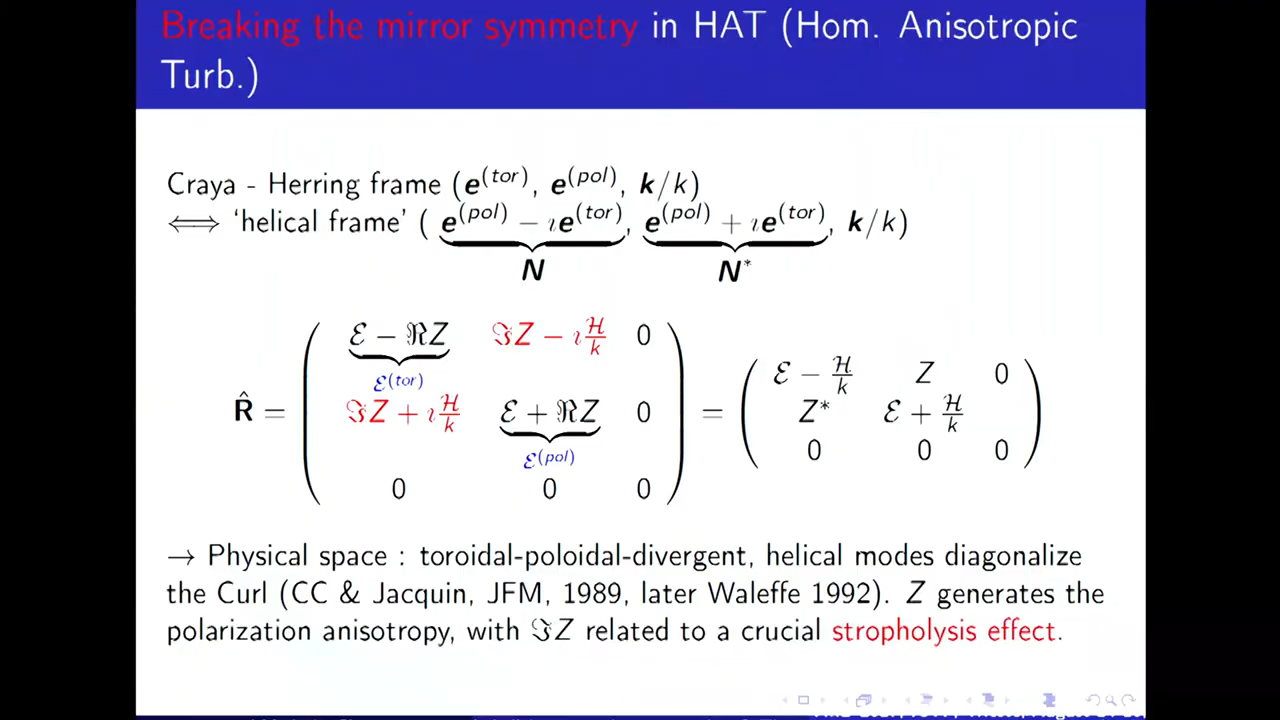 Breaking the mirror symmetry in HAT (Hom. Anisotropic
Turb.)
Craya - Herring frame (e^(tor), e^(pol), k/k)
⟺ ‘helical frame’ ( e^(pol) − ıe^(tor), e^(pol) + ıe^(tor), k/k)
N N*
ℰ − ℜZ ℑZ − ı ℋ/k 0
ℰ^(tor)
R̂ = ℑZ + ı ℋ/k ℰ + ℜZ 0 =
ℰ^(pol)
0 0 0
ℰ − ℋ/k Z 0
Z* ℰ + ℋ/k 0
0 0 0
→ Physical space : toroidal-poloidal-divergent, helical modes diagonalize
the Curl (CC & Jacquin, JFM, 1989, later Waleffe 1992). Z generates the
polarization anisotropy, with ℑZ related to a crucial stropholysis effect.